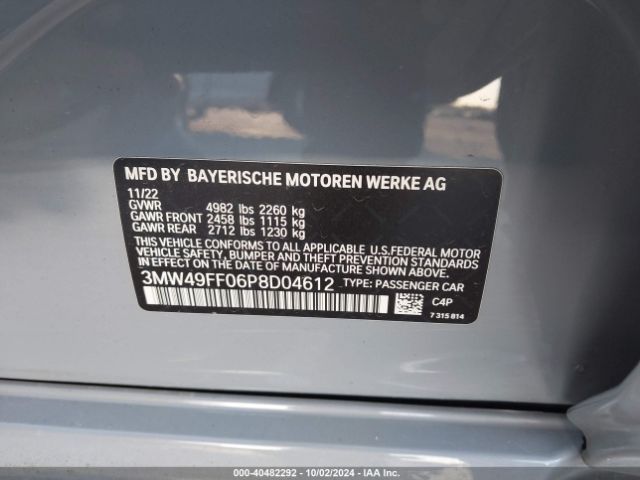 MFD BY BAYERISCHE MOTOREN WERKE AG
11/22
GVWR 4982 lbs 2260 kg
GAWR FRONT 2458 lbs 1115 kg
GAWR REAR 2712 lbs 1230 kg
THIS VEHICLE CONFORMS TO ALL APPLICABLE U.S.FEDERAL MOTOR
VEHICLE SAFETY, BUMPER AND THEFT PREVENTION STANDARDS
IN EFFECT ON THE DATE OF MANUFACTURE SHOWN ABOVE.
3MW49FF06P8D04612 TYPE: PASSENGER CAR
C4P
7 315 814
000-40482292 - 10/02/2024 - IAA Inc.